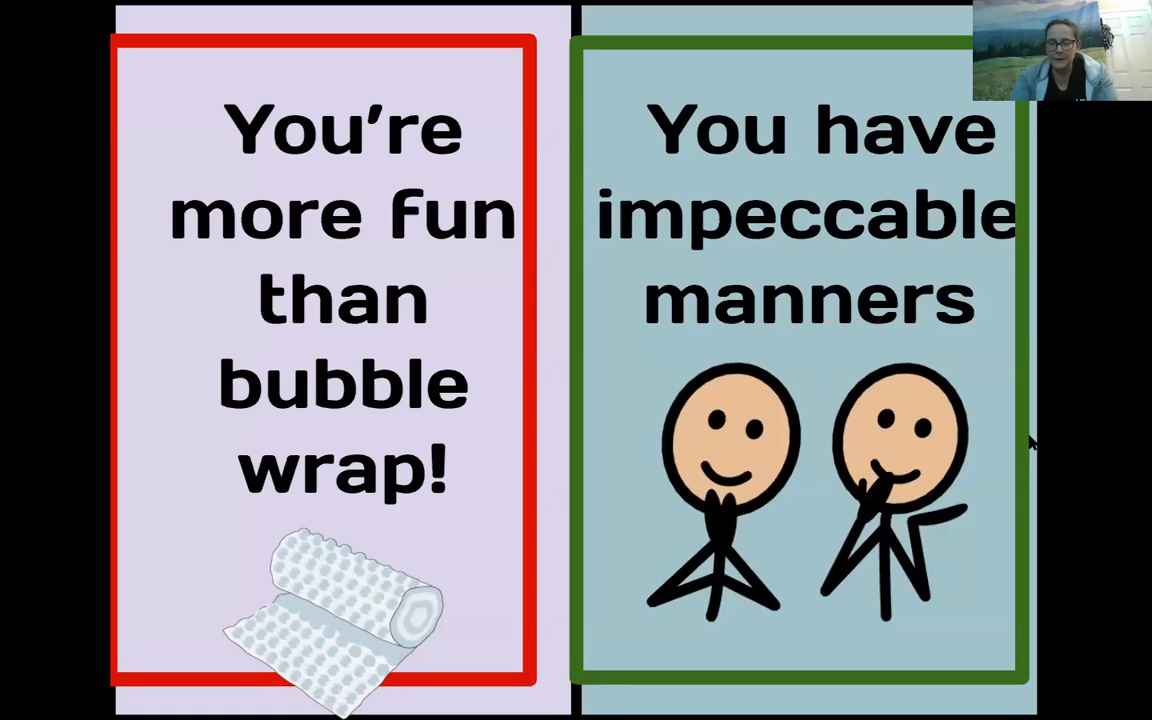 You're
more fun
than
bubble
wrap!
You have
impeccable
manners